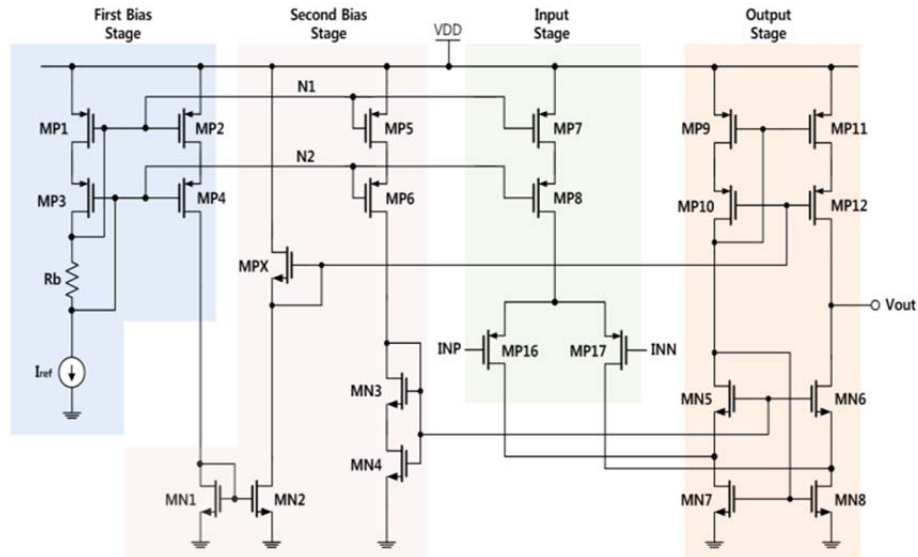 First Bias
Stage
Second Bias
Stage
Input
Stage
Output
Stage
VDD
N1
MP1
MP2
MP5
MP7
MP9
MP11
N2
MP3
MP4
MP6
MP8
MP10
MP12
MPX
Rb
Vout
INP
MP16
MP17
INN
Iref
MN3
MN5
MN6
MN4
MN1
MN2
MN7
MN8